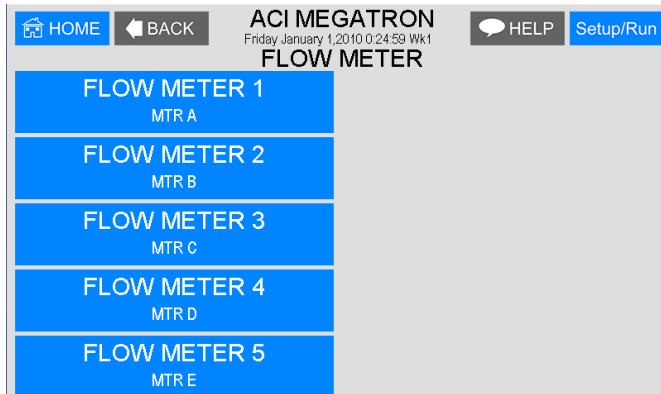 HOME BACK ACI MEGATRON HELP Setup/Run
Friday January 1,2010 0:24:59 Wk1
FLOW METER
FLOW METER 1
MTR A
FLOW METER 2
MTR B
FLOW METER 3
MTR C
FLOW METER 4
MTR D
FLOW METER 5
MTR E